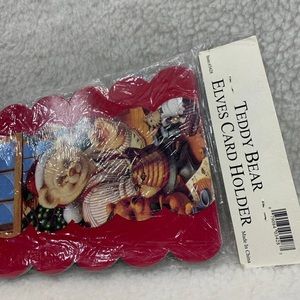 TEDDY BEAR
ELVES CARD HOLDER
Made In China